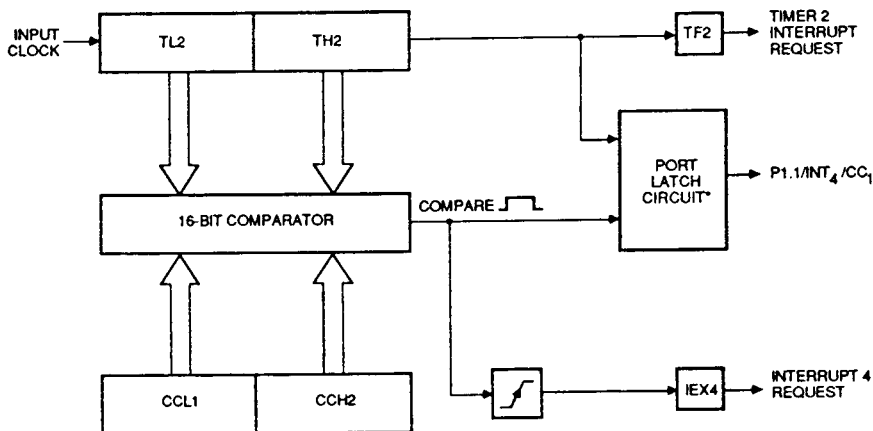 INPUT
CLOCK
TL2
TH2
TF2
TIMER 2
INTERRUPT
REQUEST
PORT
LATCH
CIRCUIT*
P1.1/INT4/CC1
16-BIT COMPARATOR
COMPARE
CCL1
CCH2
IEX4
INTERRUPT 4
REQUEST